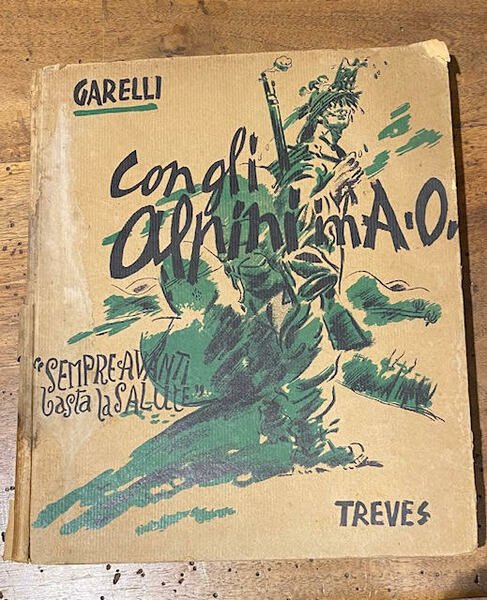 GARELLI
con gli
Alpini in A.O.
"SEMPRE AVANTI
basta la SALUTE"
TREVES